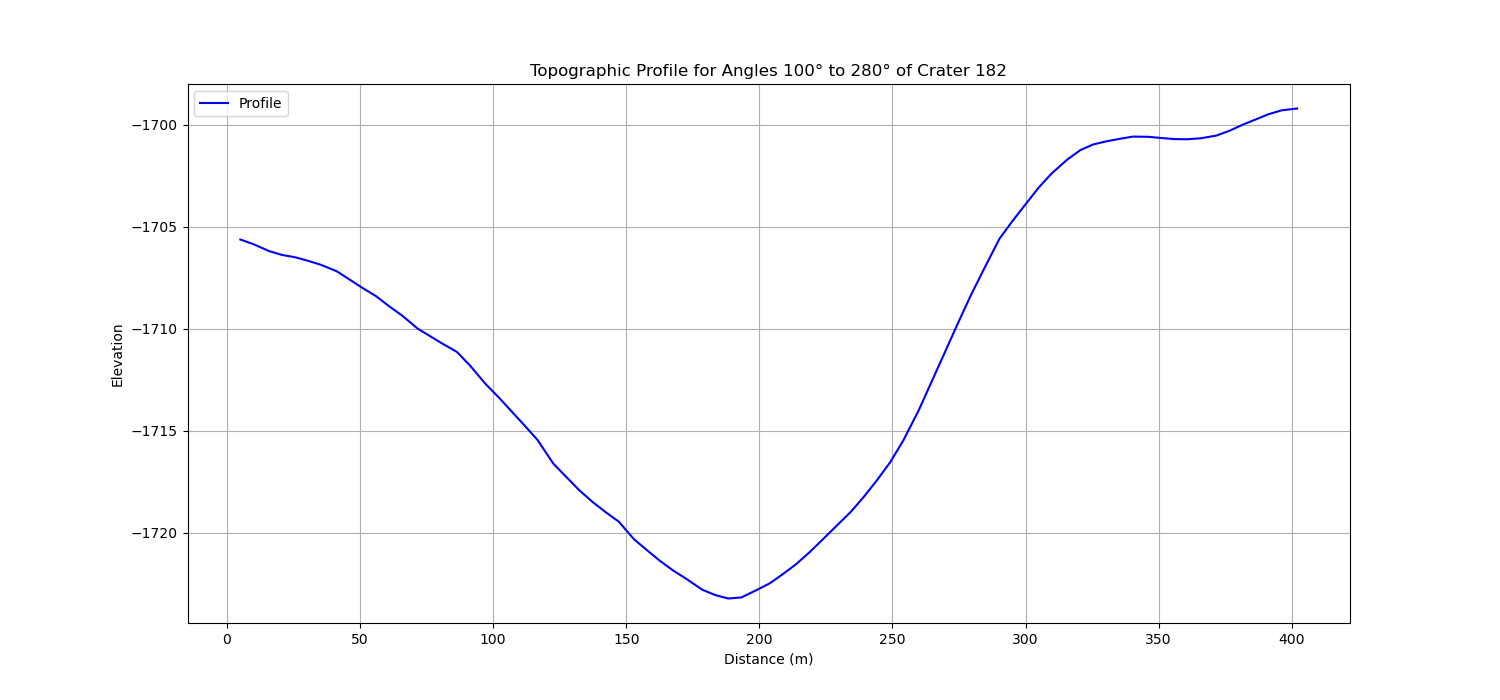 Topographic Profile for Angles 100° to 280° of Crater 182
Profile
−1700
−1705
−1710
−1715
−1720
Elevation
0 50 100 150 200 250 300 350 400
Distance (m)